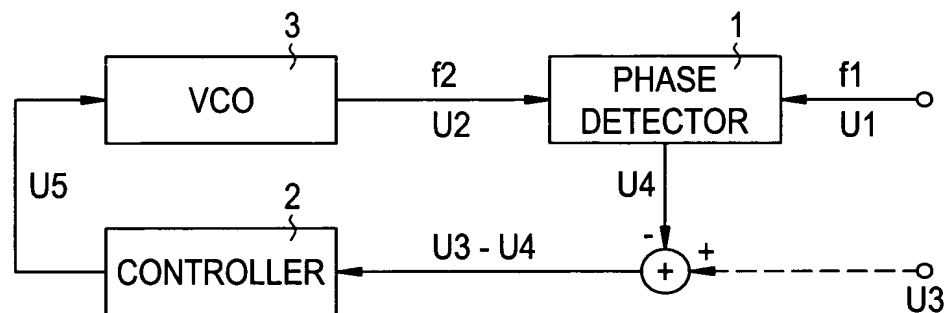 3
VCO
f2
U2
1
PHASE
DETECTOR
f1
U1
U5
U4
2
CONTROLLER
U3 - U4
-
+
+
U3